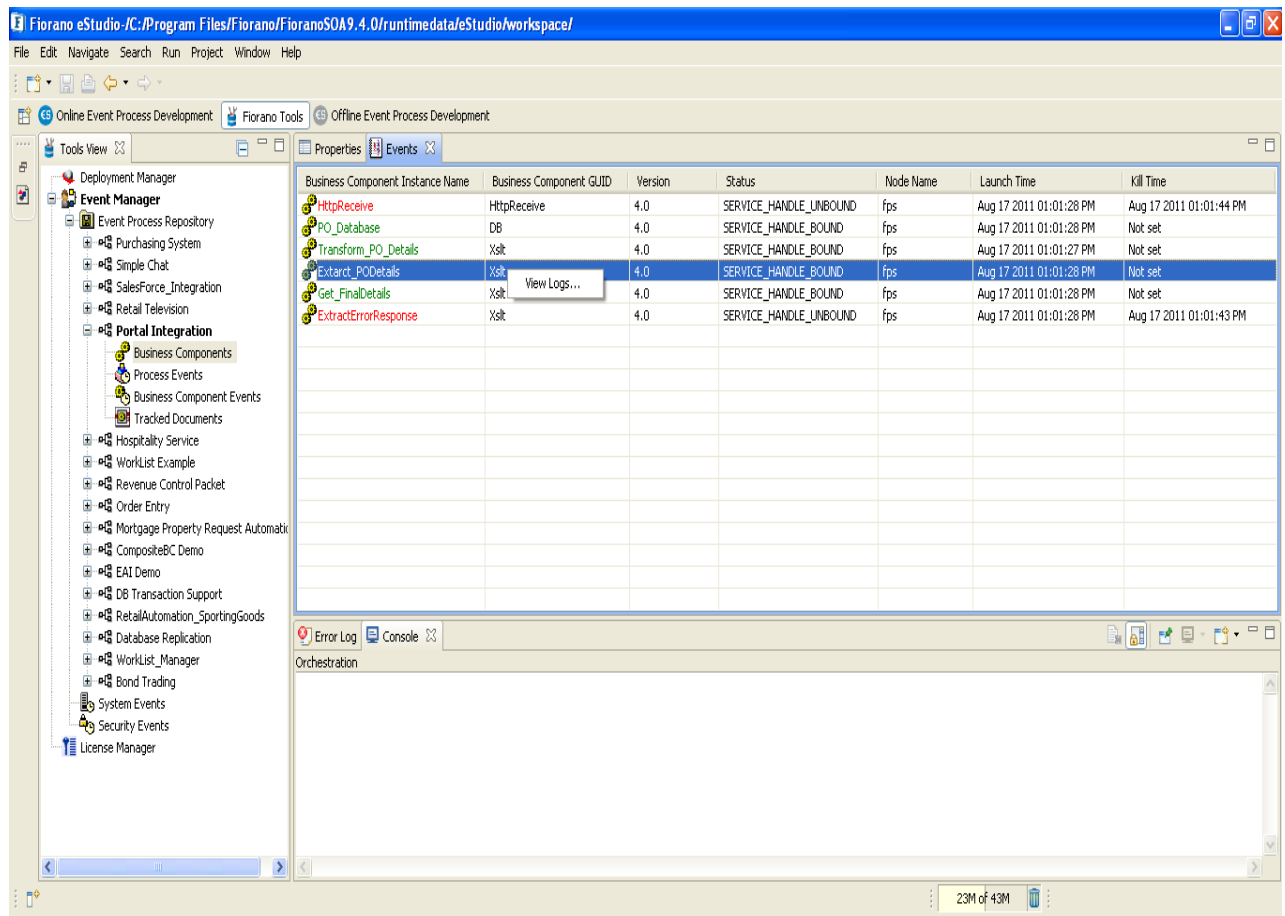 Fiorano eStudio-/C:/Program Files/Fiorano/FioranoSOA9.4.0/runtimedata/eStudio/workspace/
File Edit Navigate Search Run Project Window Help
Online Event Process Development Fiorano Tools Offline Event Process Development
Tools View
Deployment Manager
Event Manager
Event Process Repository
Purchasing System
Simple Chat
SalesForce_Integration
Retail Television
Portal Integration
Business Components
Process Events
Business Component Events
Tracked Documents
Hospitality Service
WorkList Example
Revenue Control Packet
Order Entry
Mortgage Property Request Automatic
CompositeBC Demo
EAI Demo
DB Transaction Support
RetailAutomation_SportingGoods
Database Replication
WorkList_Manager
Bond Trading
System Events
Security Events
License Manager
Properties Events
Business Component Instance Name Business Component GUID Version Status Node Name Launch Time Kill Time
HttpReceive HttpReceive 4.0 SERVICE_HANDLE_UNBOUND fps Aug 17 2011 01:01:28 PM Aug 17 2011 01:01:44 PM
PO_Database DB 4.0 SERVICE_HANDLE_BOUND fps Aug 17 2011 01:01:28 PM Not set
Transform_PO_Details Xslt 4.0 SERVICE_HANDLE_BOUND fps Aug 17 2011 01:01:27 PM Not set
Extarct_PODetails Xslt 4.0 SERVICE_HANDLE_BOUND fps Aug 17 2011 01:01:28 PM Not set
View Logs...
Get_FinalDetails Xslt 4.0 SERVICE_HANDLE_BOUND fps Aug 17 2011 01:01:28 PM Not set
ExtractErrorResponse Xslt 4.0 SERVICE_HANDLE_UNBOUND fps Aug 17 2011 01:01:28 PM Aug 17 2011 01:01:43 PM
Error Log Console
Orchestration
23M of 43M